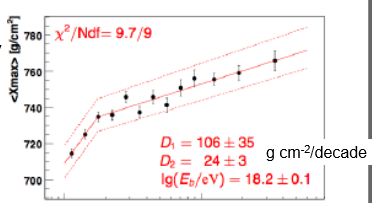 <Xmax> [g/cm²]
780
760
740
720
700
χ²/Ndf= 9.7/9
D₁ = 106 ± 35
D₂ = 24 ± 3 g cm⁻²/decade
lg(E_b/eV) = 18.2 ± 0.1